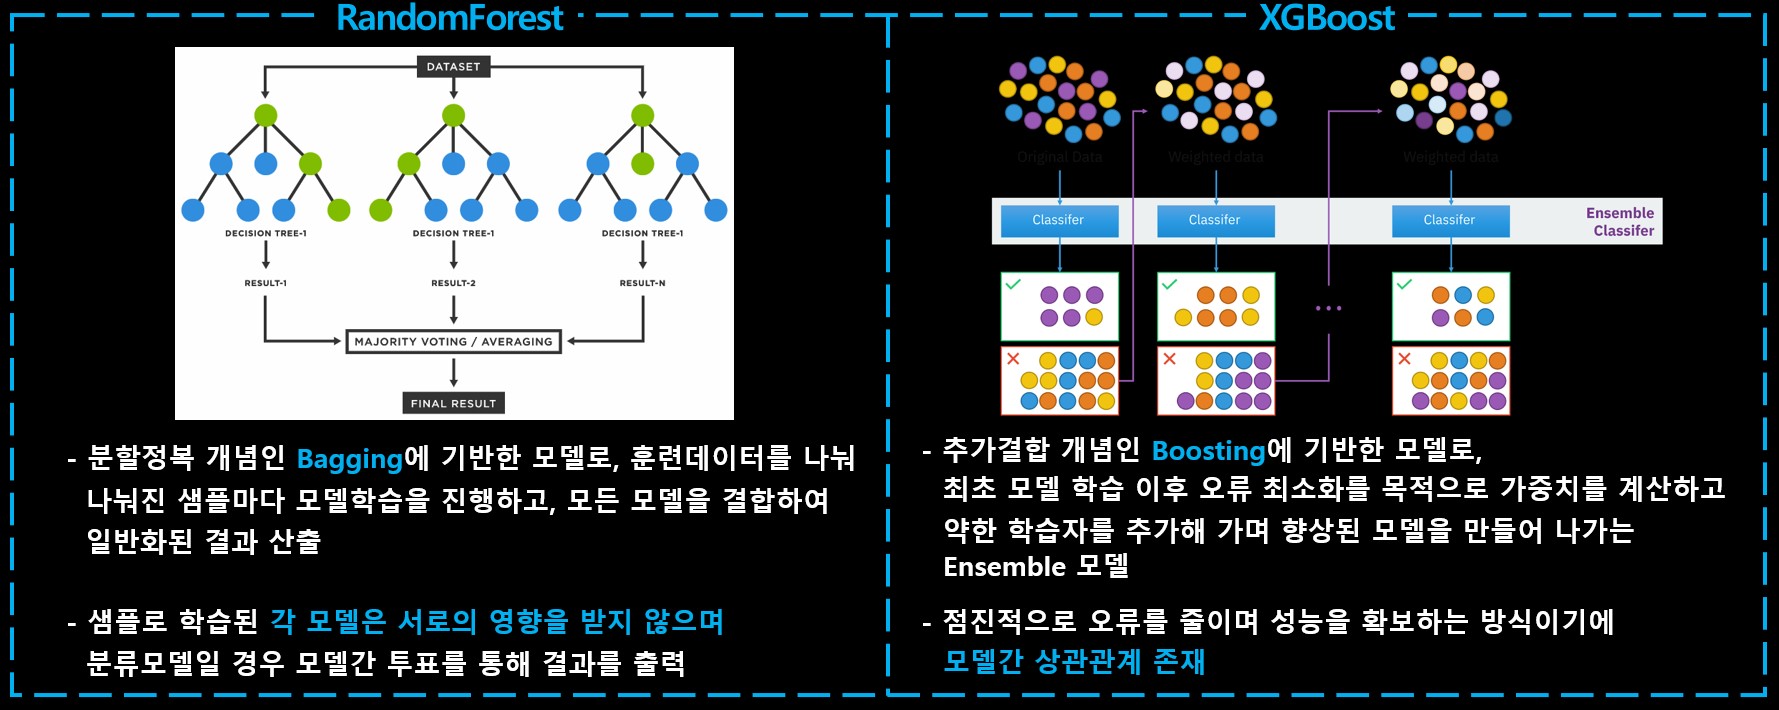 RandomForest
DATASET
DECISION TREE-1
DECISION TREE-1
DECISION TREE-1
RESULT-1
RESULT-2
RESULT-N
MAJORITY VOTING / AVERAGING
FINAL RESULT
- 분할정복 개념인 Bagging에 기반한 모델로, 훈련데이터를 나눠
나눠진 샘플마다 모델학습을 진행하고, 모든 모델을 결합하여
일반화된 결과 산출
- 샘플로 학습된 각 모델은 서로의 영향을 받지 않으며
분류모델일 경우 모델간 투표를 통해 결과를 출력
XGBoost
Original Data
Weighted data
Weighted data
Classifer
Classifer
Classifer
Ensemble
Classifer
- 추가결합 개념인 Boosting에 기반한 모델로,
최초 모델 학습 이후 오류 최소화를 목적으로 가중치를 계산하고
약한 학습자를 추가해 가며 향상된 모델을 만들어 나가는
Ensemble 모델
- 점진적으로 오류를 줄이며 성능을 확보하는 방식이기에
모델간 상관관계 존재